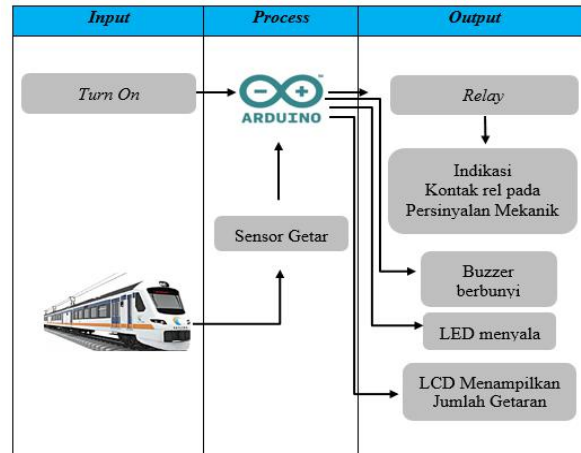 Input
Process
Output
Turn On
ARDUINO
Relay
Indikasi
Kontak rel pada
Persinyalan Mekanik
Sensor Getar
Buzzer
berbunyi
LED menyala
LCD Menampilkan
Jumlah Getaran